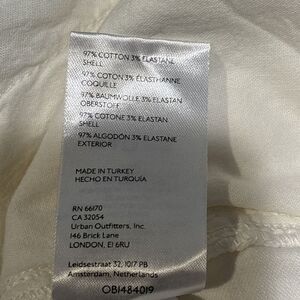 97% COTTON 3% ELASTANE
SHELL
97% COTON 3% ÉLASTHANNE
COQUILLE
97% BAUMWOLLE 3% ELASTAN
OBERSTOFF
97% COTONE 3% ELASTAN
SHELL
97% ALGODÓN 3% ELASTANE
EXTERIOR
MADE IN TURKEY
HECHO EN TURQUÍA
RN 66170
CA 32054
Urban Outfitters, Inc.
146 Brick Lane
LONDON, E1 6RU
Leidsestraat 32, 1017 PB
Amsterdam, Netherlands
OB1484019